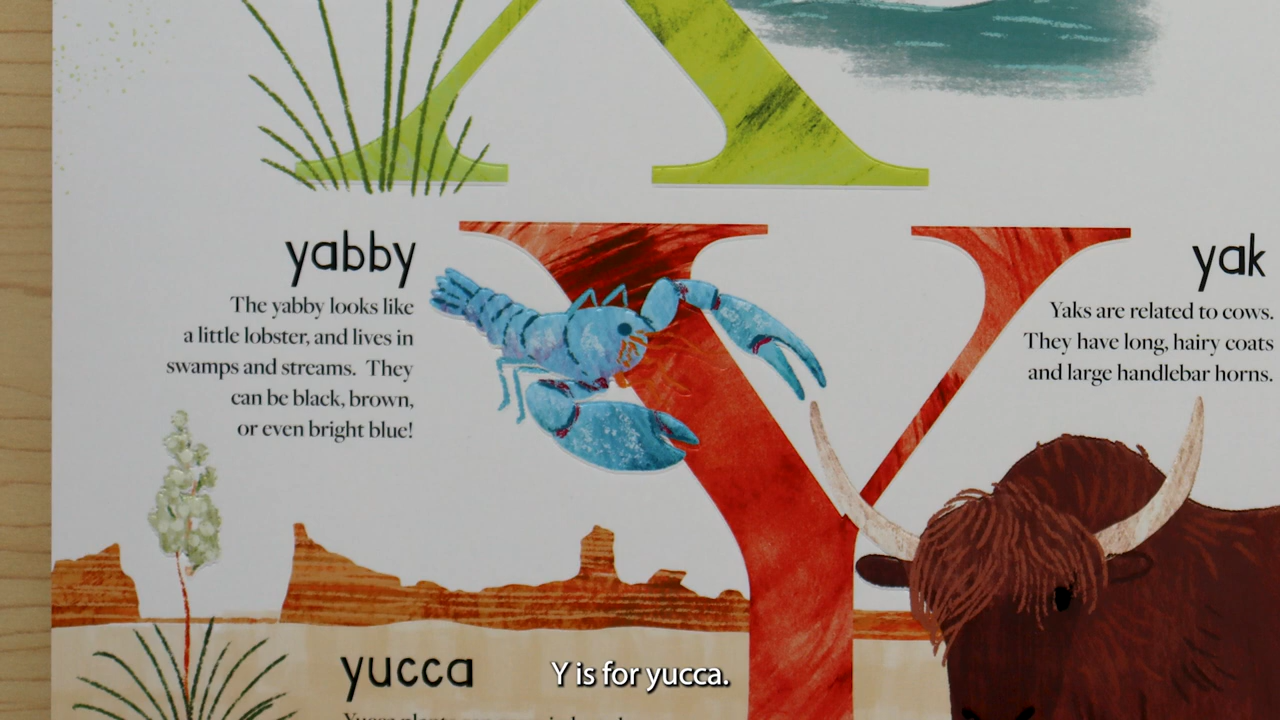 X
Y
yabby
The yabby looks like
a little lobster, and lives in
swamps and streams. They
can be black, brown,
or even bright blue!
yak
Yaks are related to cows.
They have long, hairy coats
and large handlebar horns.
yucca
Y is for yucca.